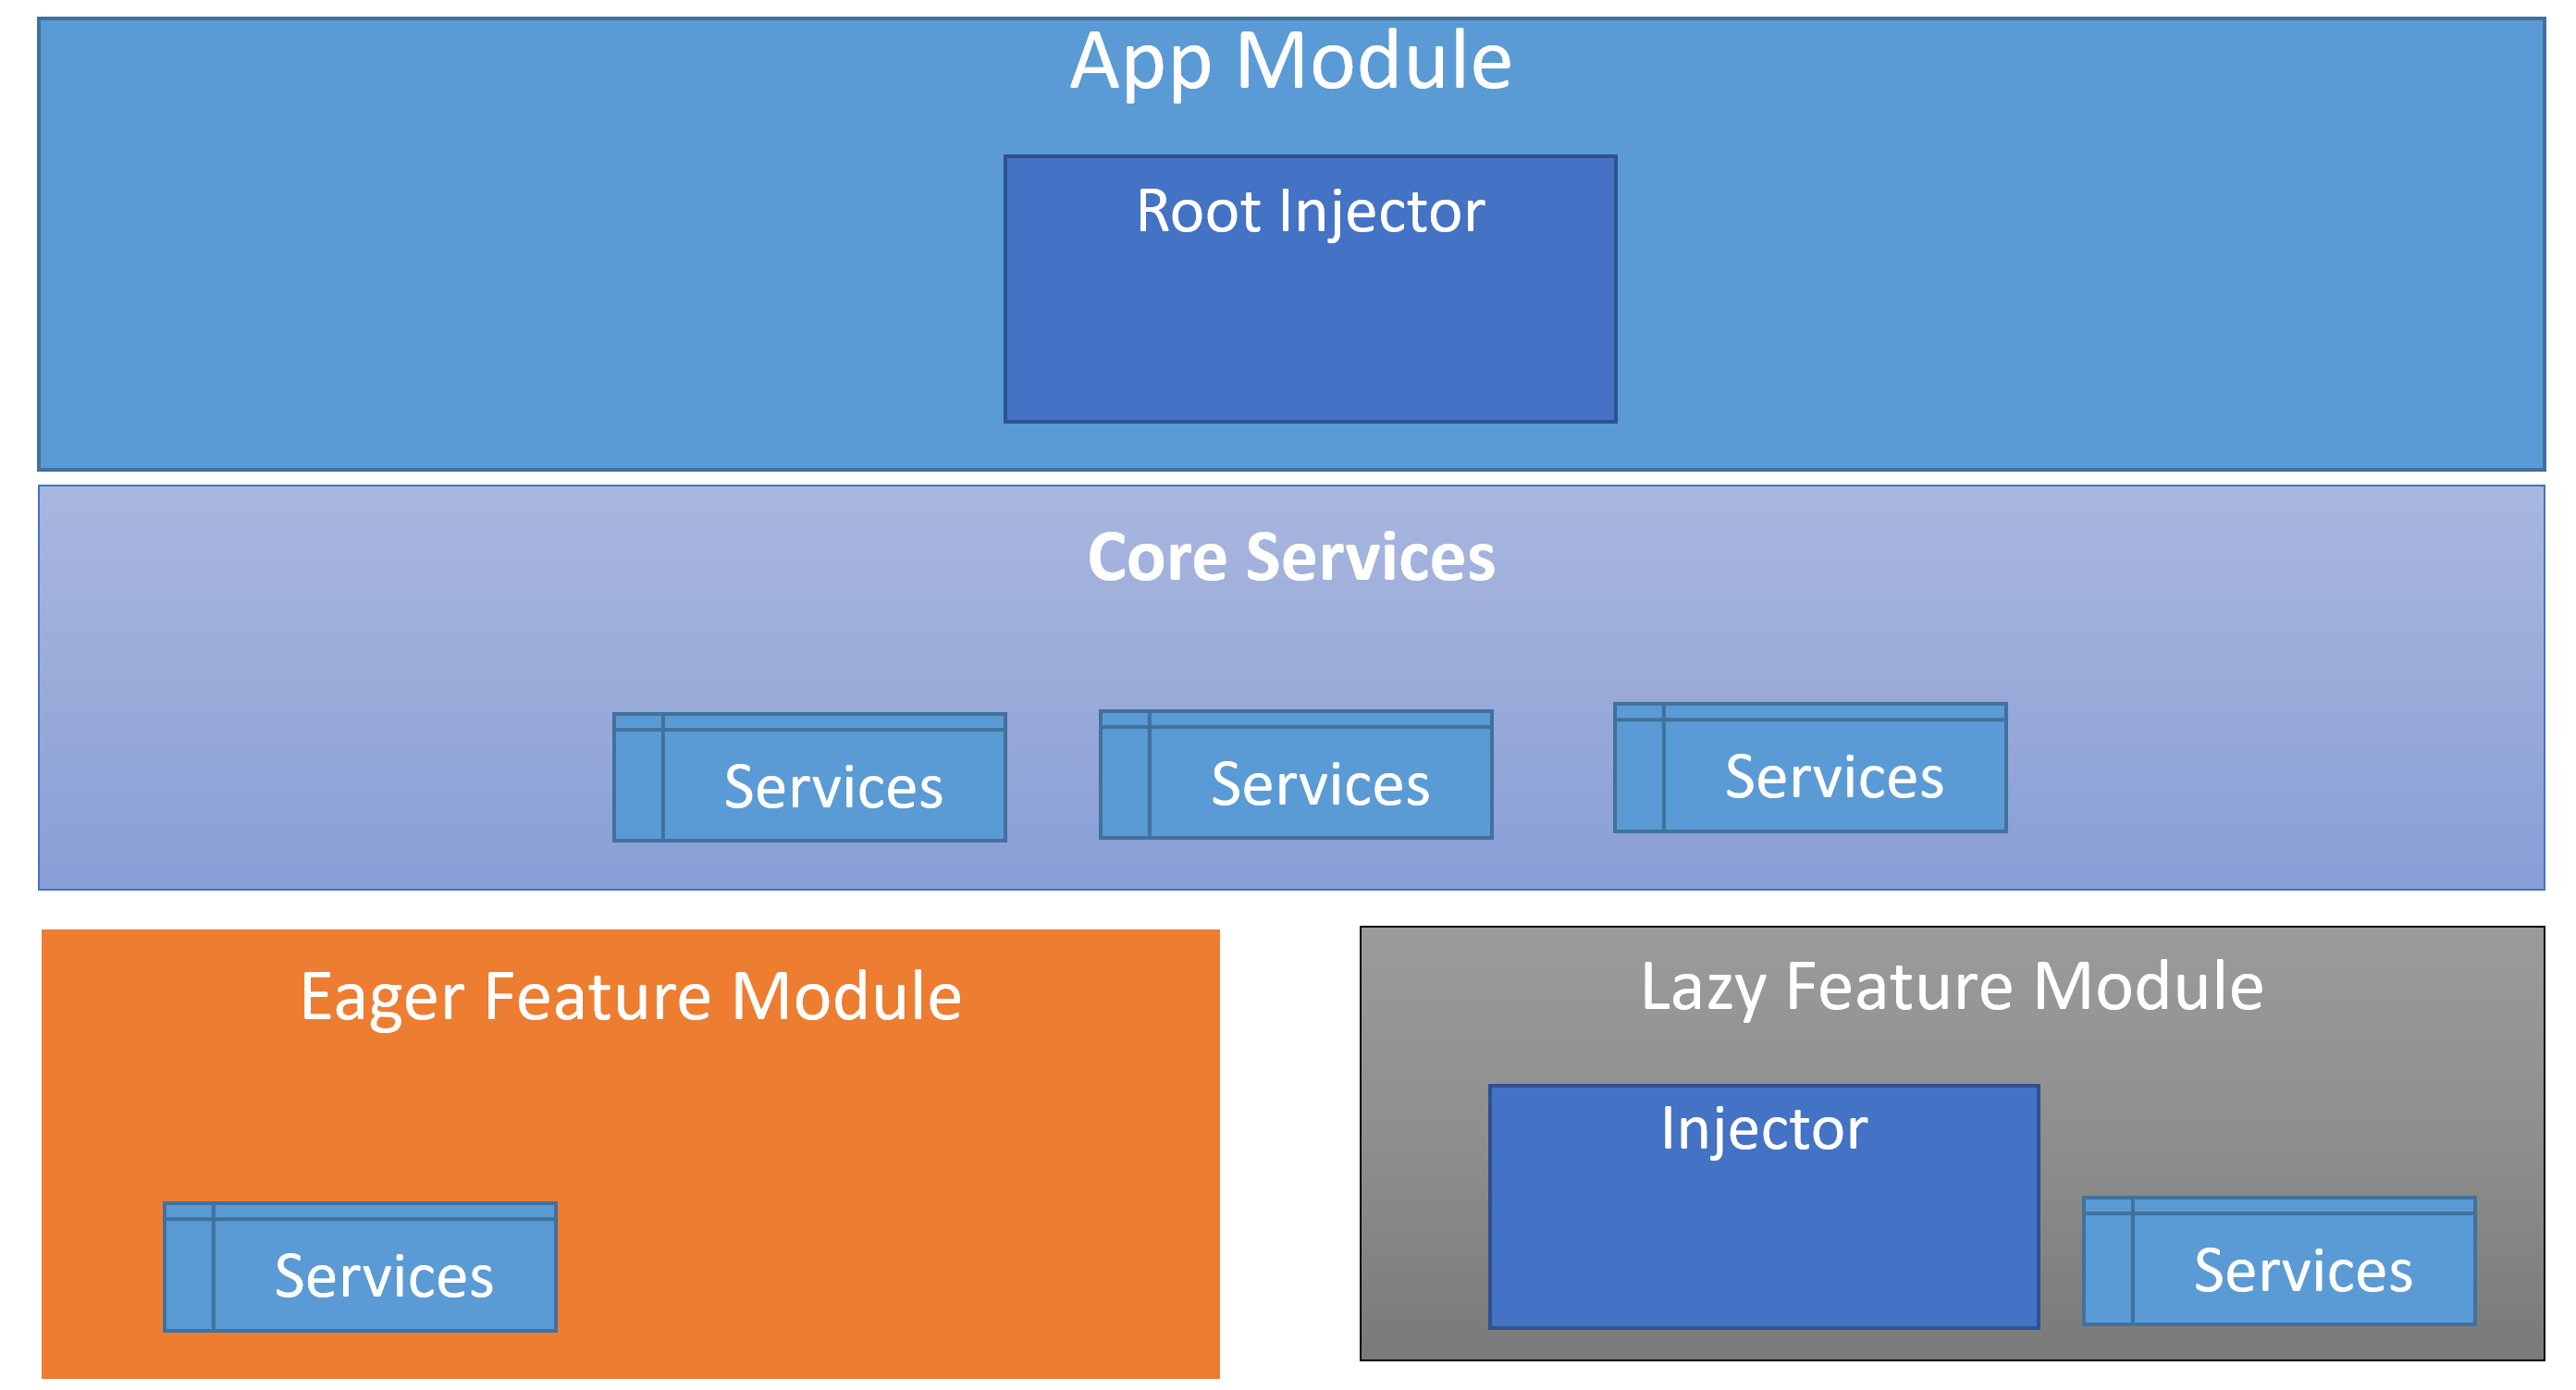 App Module
Root Injector
Core Services
Services
Services
Services
Eager Feature Module
Services
Lazy Feature Module
Injector
Services